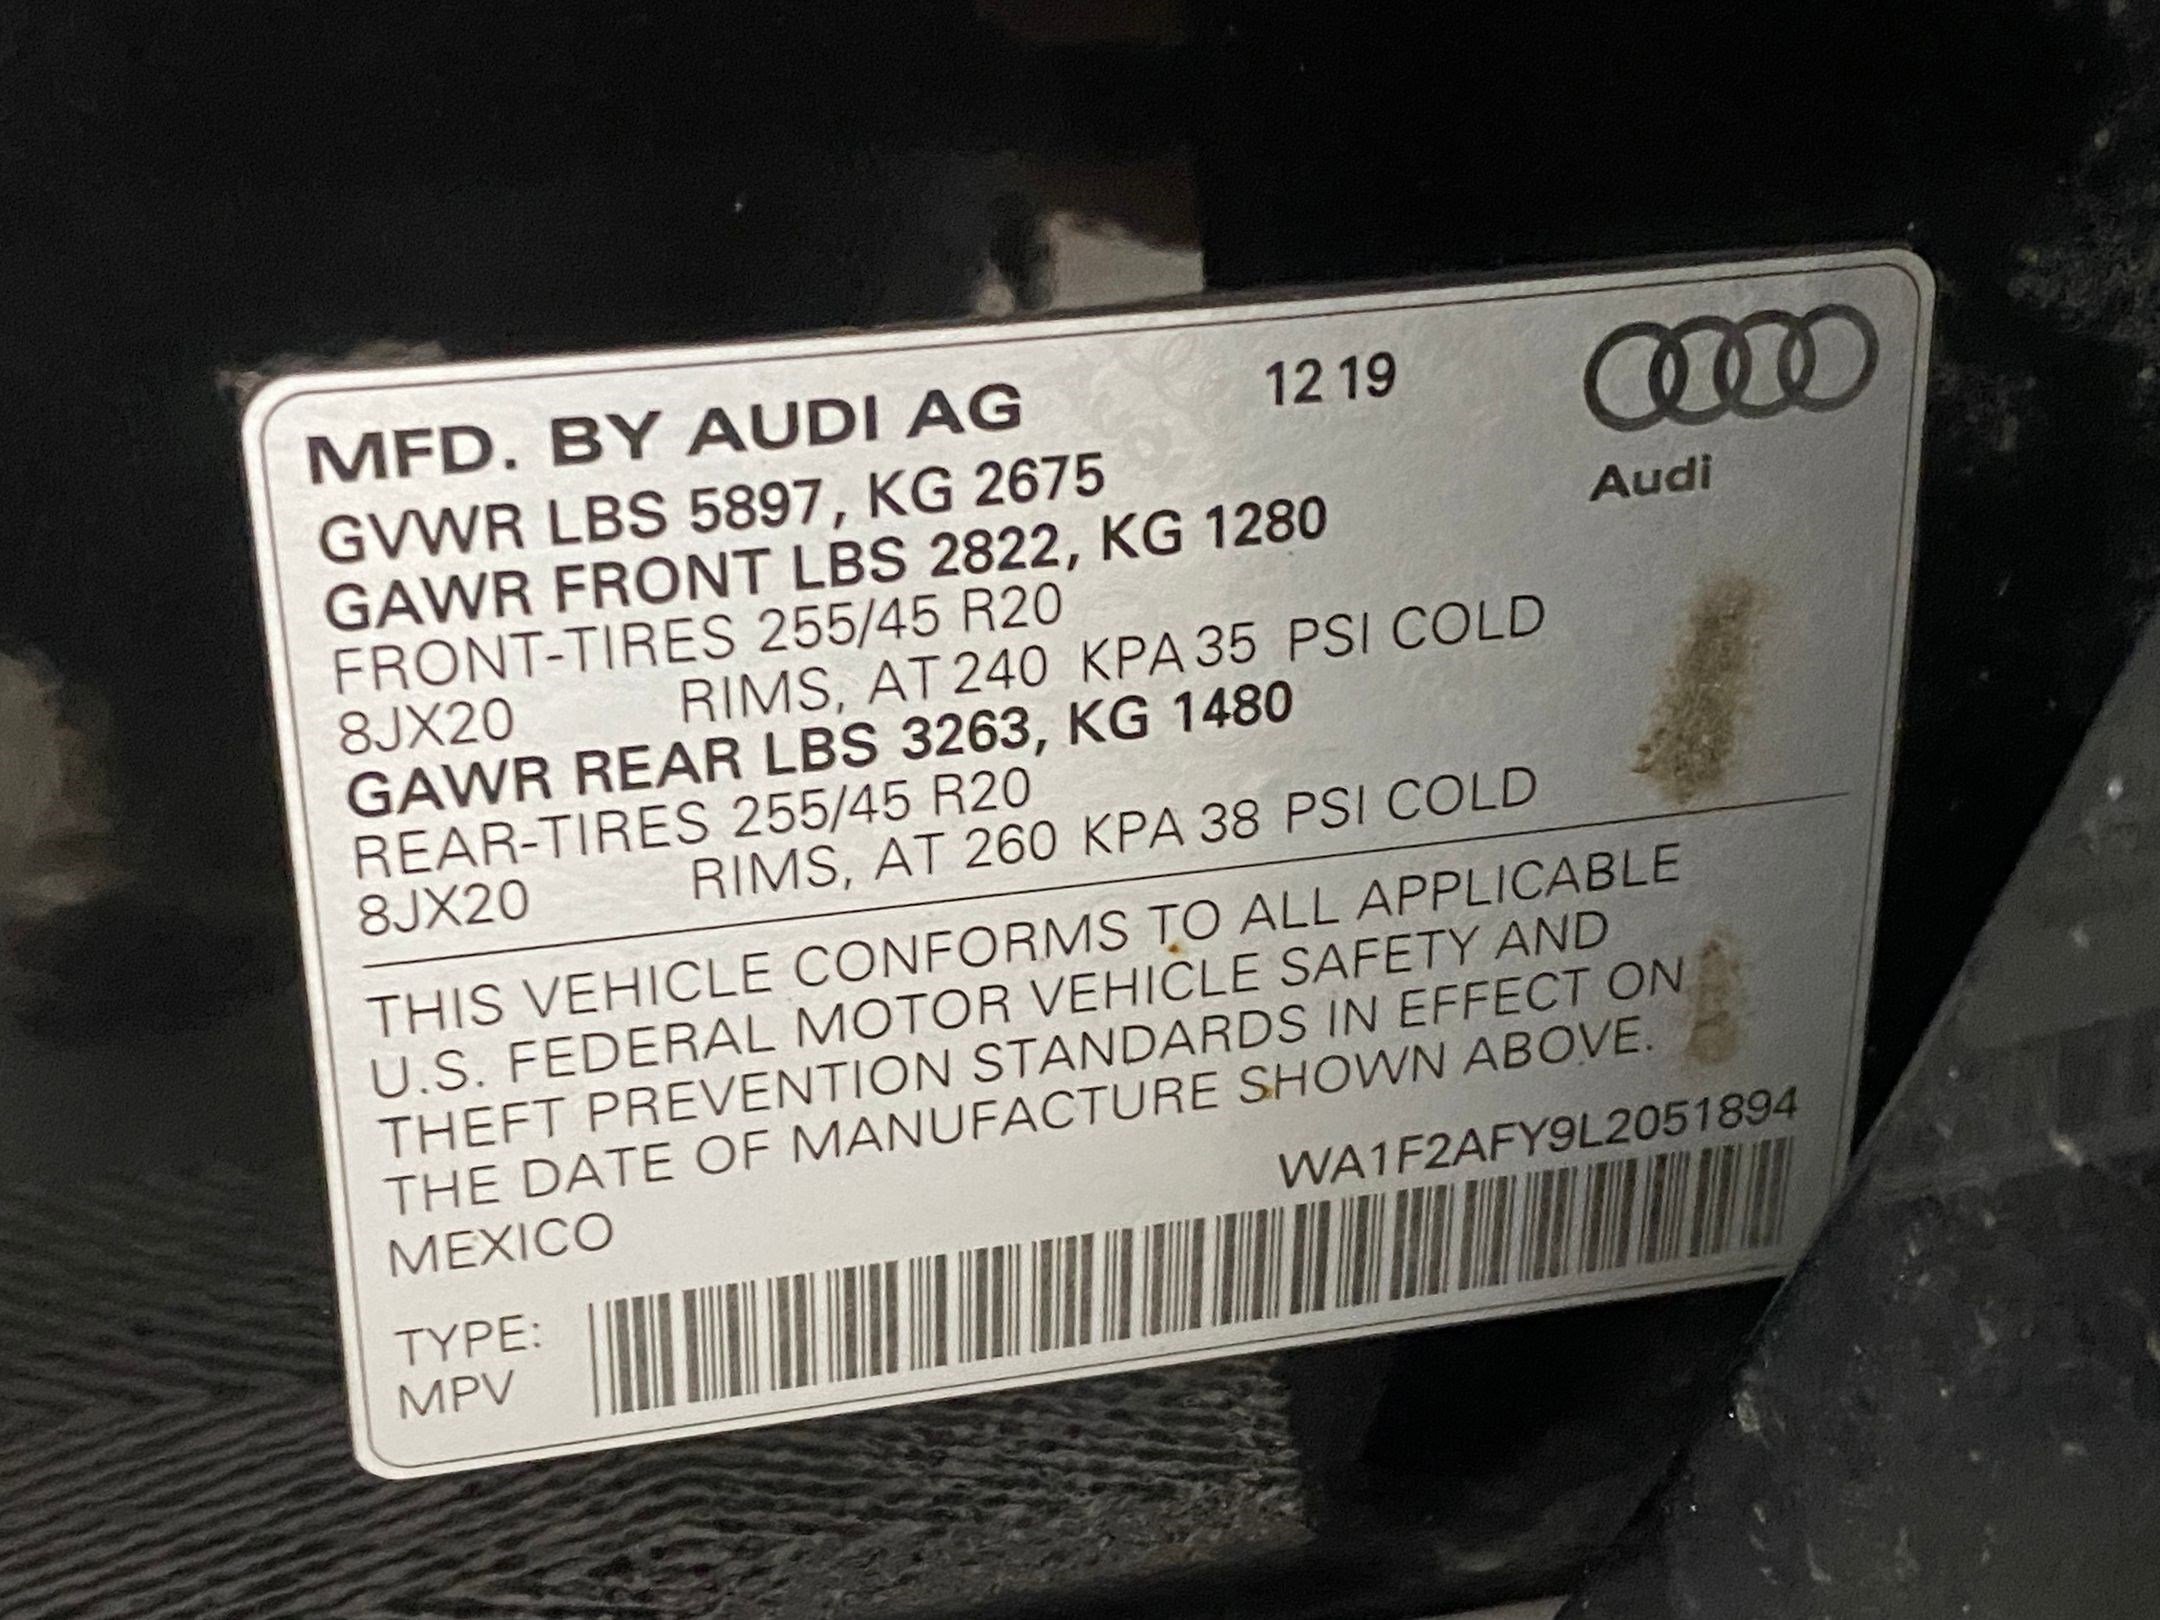 MFD. BY AUDI AG 12 19
Audi
GVWR LBS 5897, KG 2675
GAWR FRONT LBS 2822, KG 1280
FRONT-TIRES 255/45 R20
8JX20 RIMS, AT 240 KPA 35 PSI COLD
GAWR REAR LBS 3263, KG 1480
REAR-TIRES 255/45 R20
8JX20 RIMS, AT 260 KPA 38 PSI COLD
THIS VEHICLE CONFORMS TO ALL APPLICABLE
U.S. FEDERAL MOTOR VEHICLE SAFETY AND
THEFT PREVENTION STANDARDS IN EFFECT ON
THE DATE OF MANUFACTURE SHOWN ABOVE.
MEXICO WA1F2AFY9L2051894
TYPE:
MPV